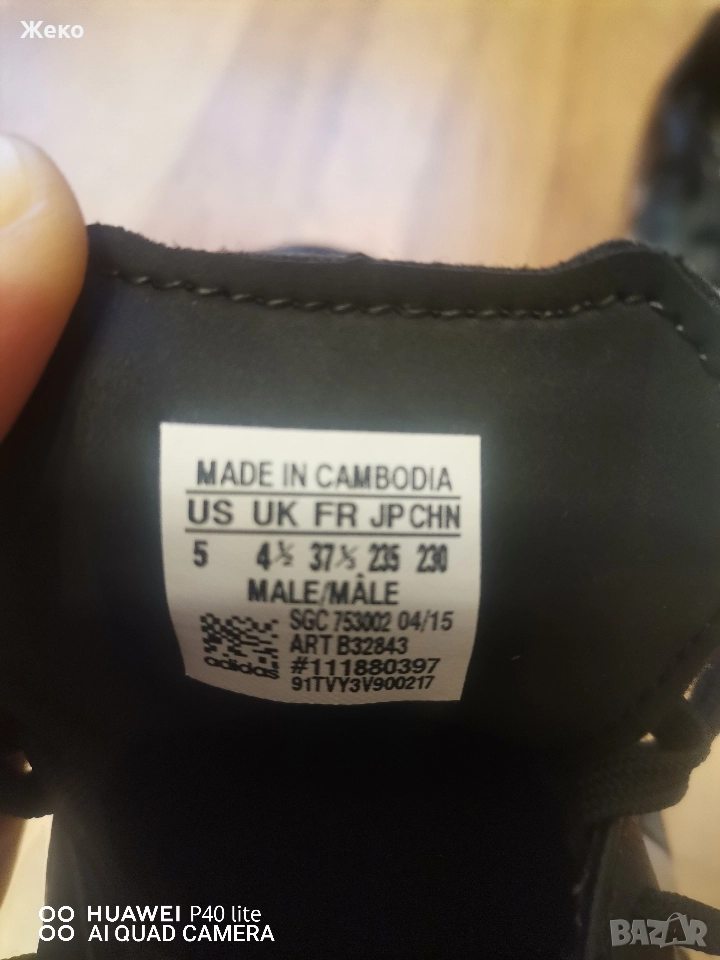 Жеко
MADE IN CAMBODIA
US UK FR JP CHN
5 4½ 37⅓ 235 230
MALE/MÂLE
SGC 753002 04/15
ART B32843
#111880397
91TVY3V900217
adidas
HUAWEI P40 lite
AI QUAD CAMERA
BAZAR